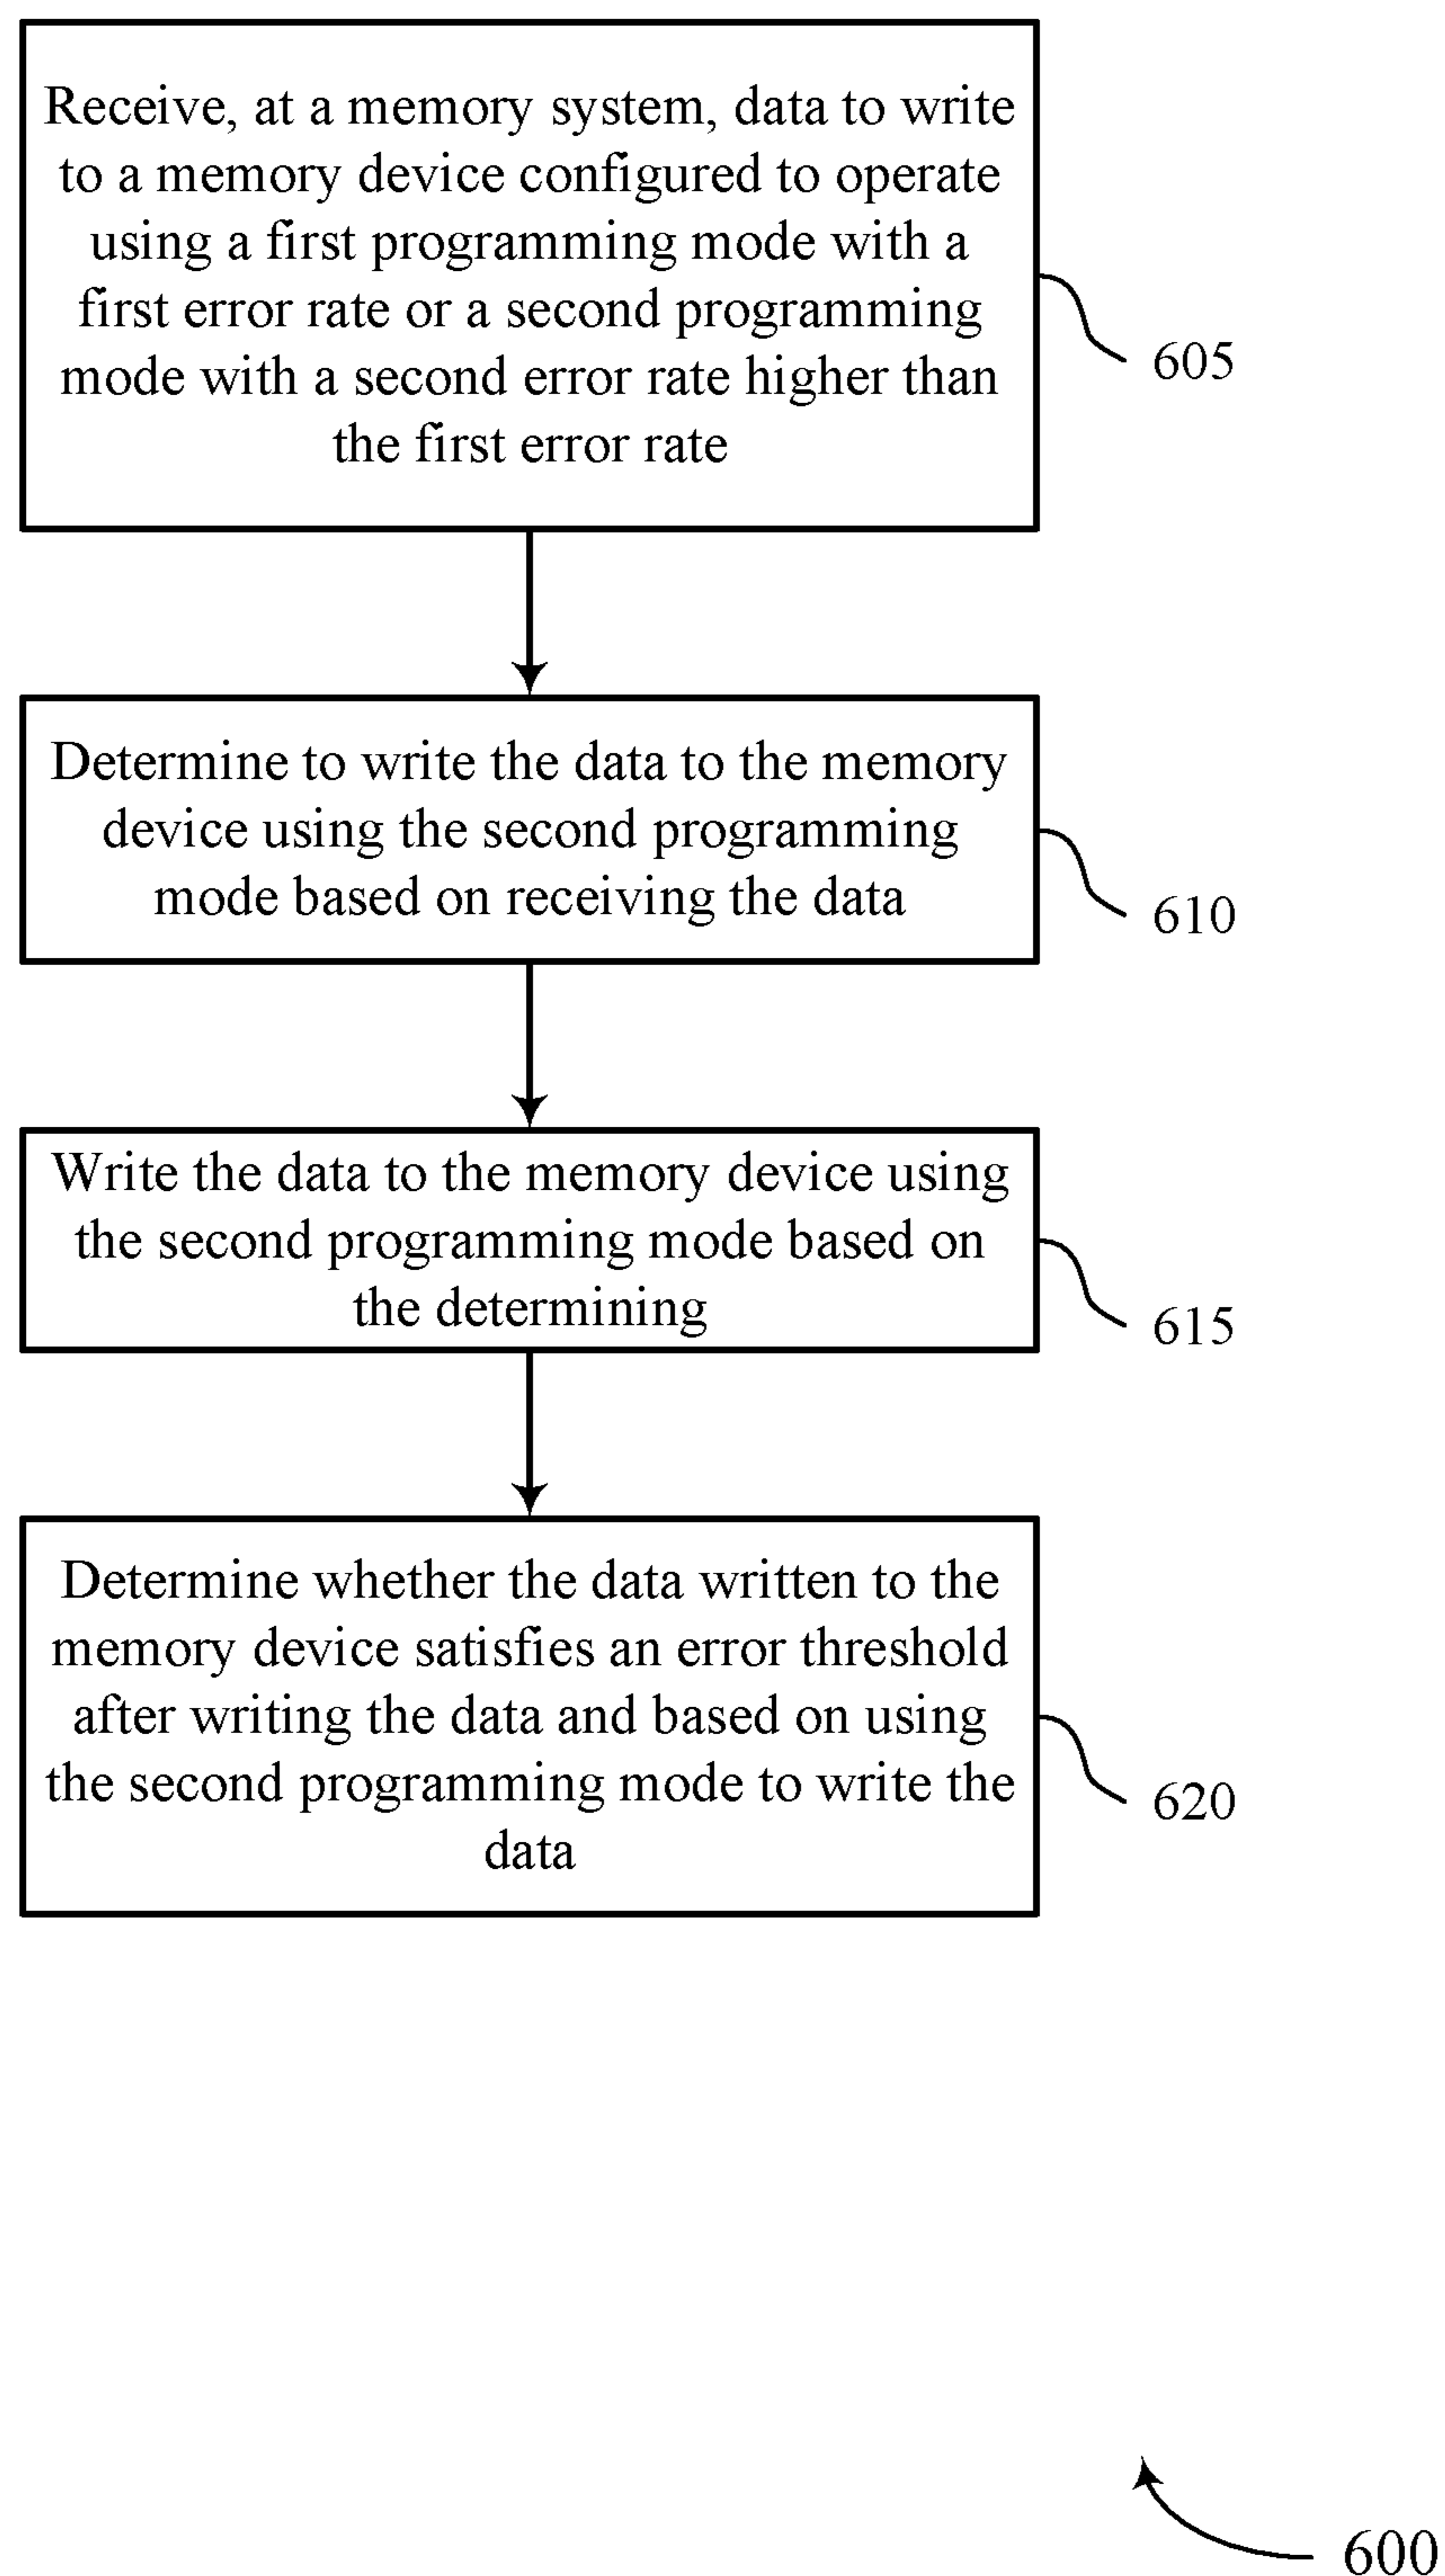 Receive, at a memory system, data to write
to a memory device configured to operate
using a first programming mode with a
first error rate or a second programming
mode with a second error rate higher than
the first error rate
605
Determine to write the data to the memory
device using the second programming
mode based on receiving the data
610
Write the data to the memory device using
the second programming mode based on
the determining
615
Determine whether the data written to the
memory device satisfies an error threshold
after writing the data and based on using
the second programming mode to write the
data
620
600